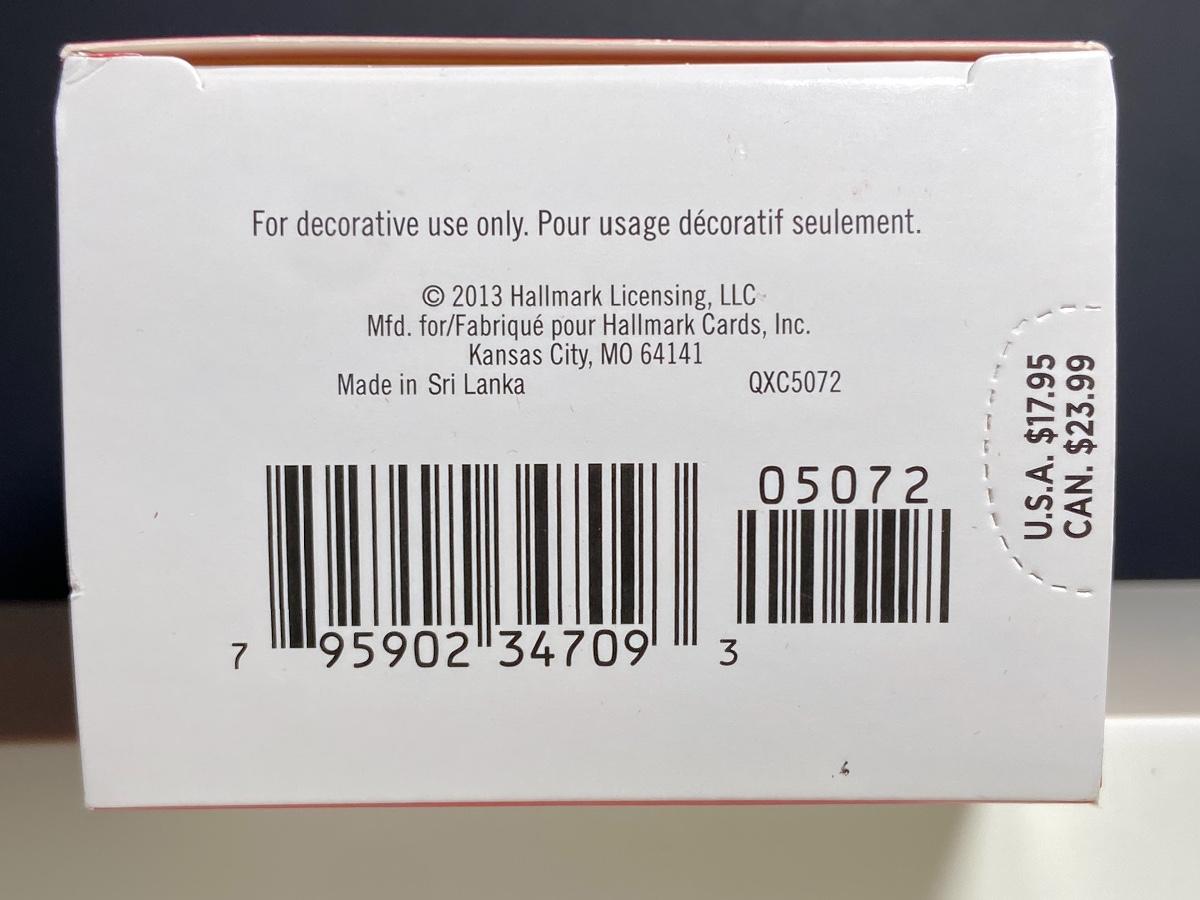 For decorative use only. Pour usage décoratif seulement.
© 2013 Hallmark Licensing, LLC
Mfd. for/Fabriqué pour Hallmark Cards, Inc.
Kansas City, MO 64141
Made in Sri Lanka QXC5072
U.S.A. $17.95
CAN. $23.99
05072
7 95902 34709 3